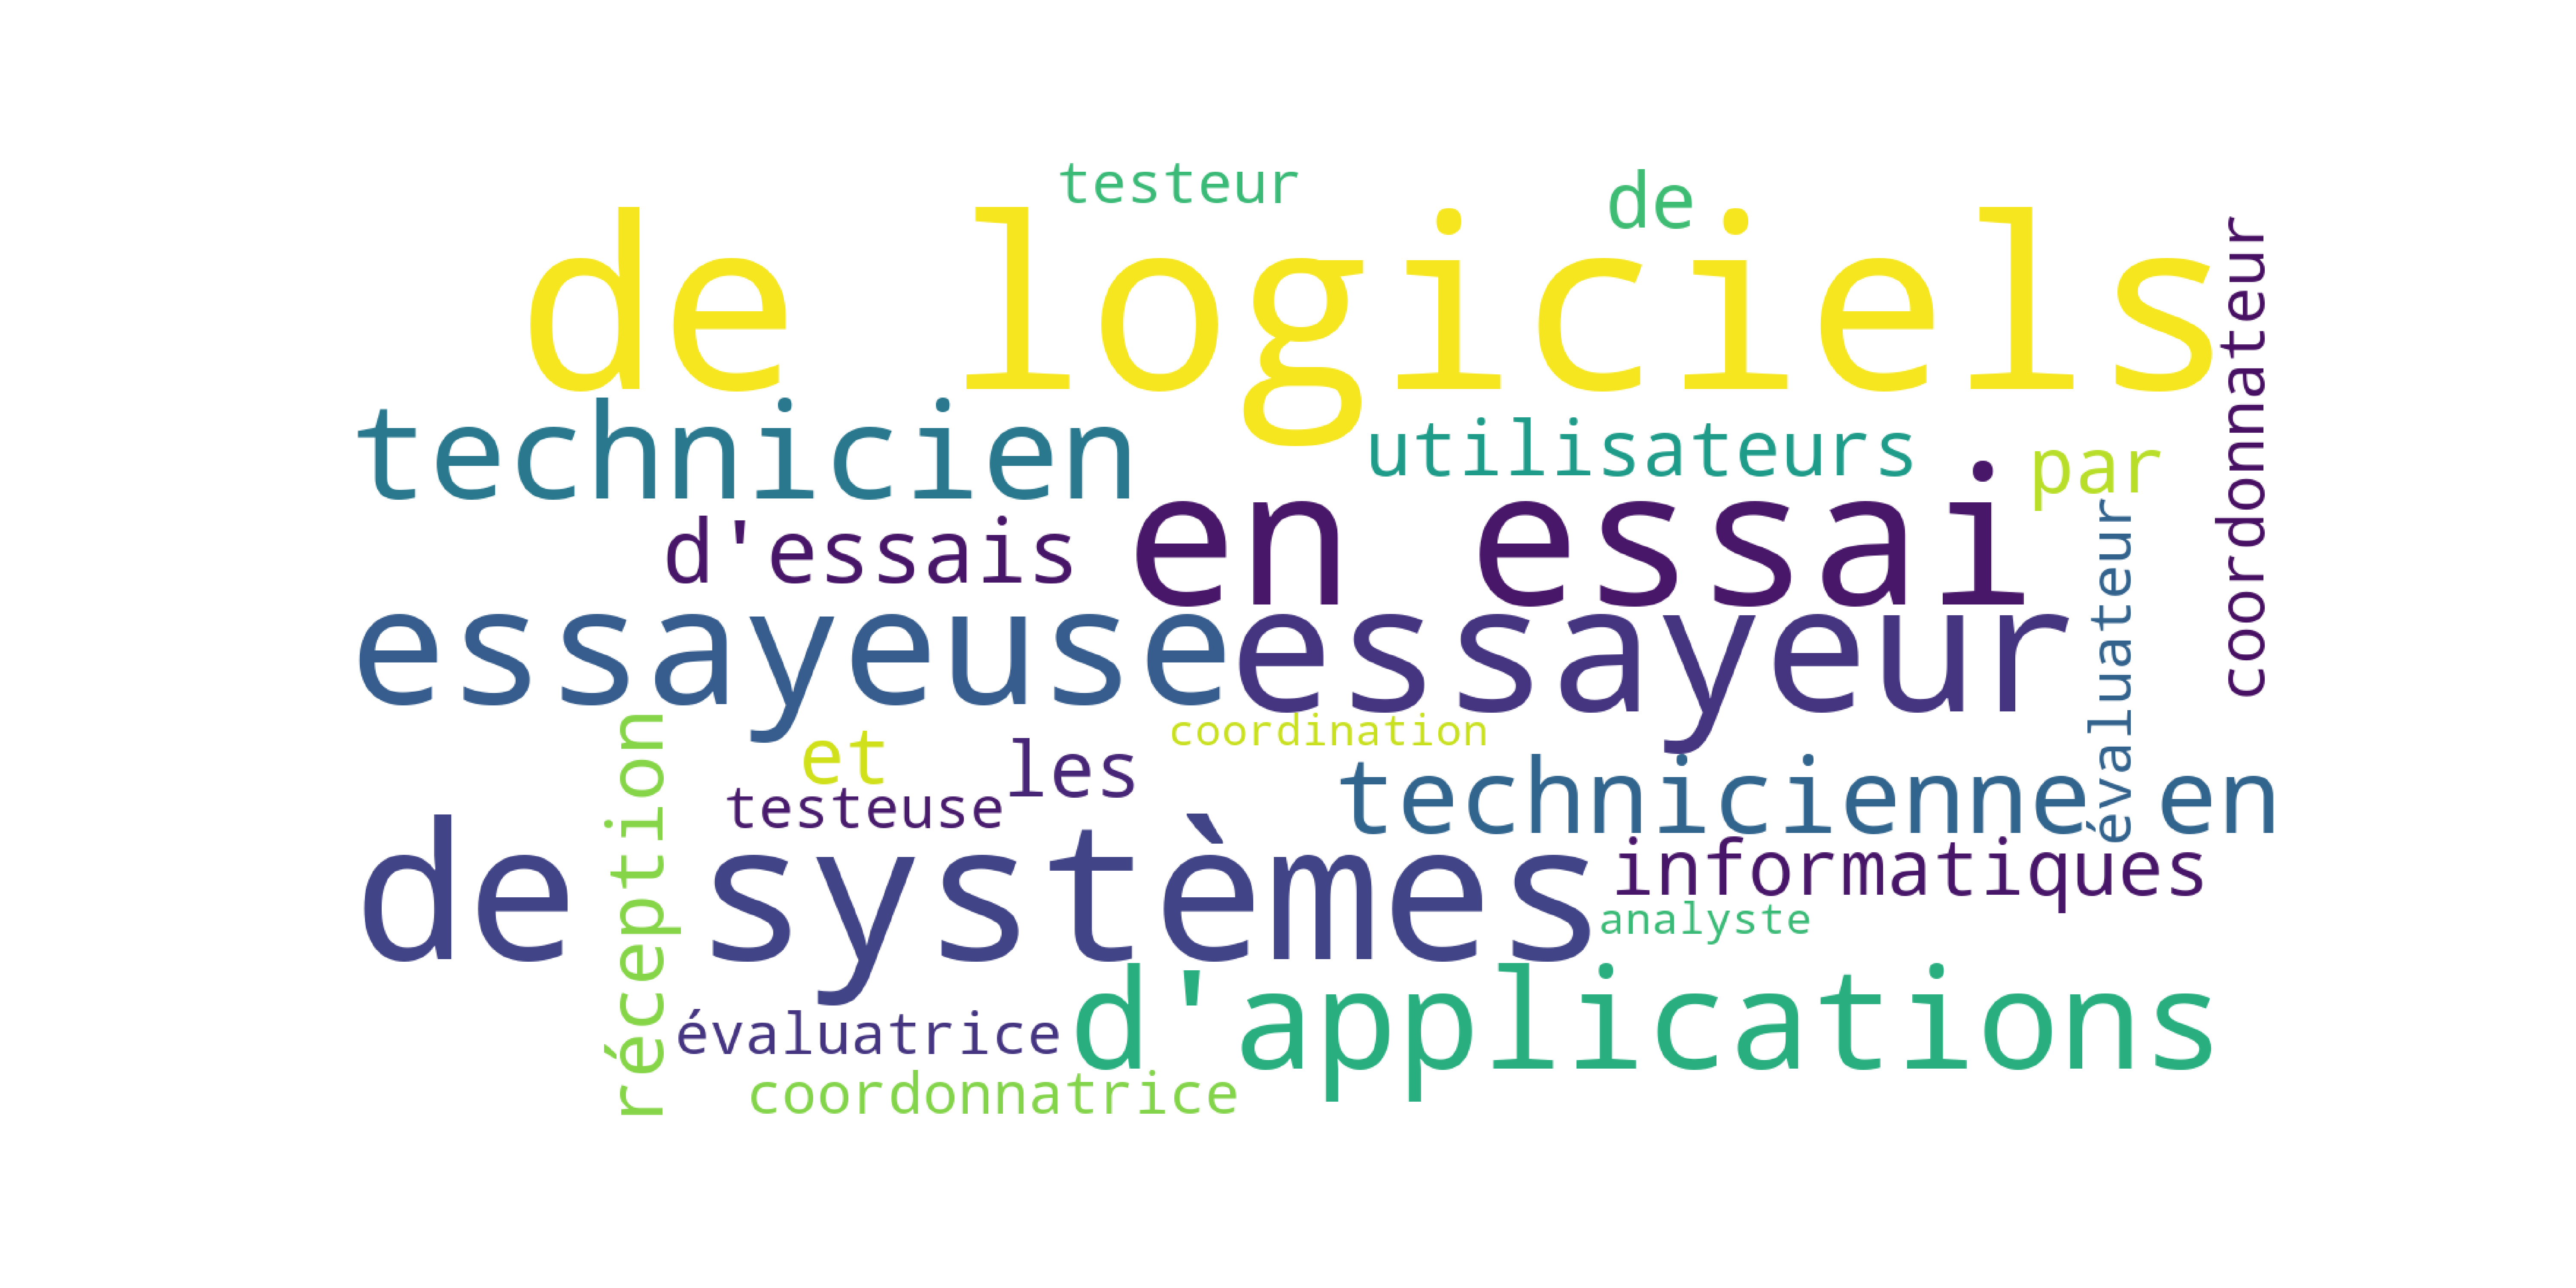 testeur
de
de logiciels
coordonnateur
technicien
utilisateurs
par
d'essais
en essai
évaluateur
essayeuse
essayeur
réception
et
les
coordination
technicienne en
testeuse
de systèmes
informatiques
analyste
évaluatrice
d'applications
coordonnatrice